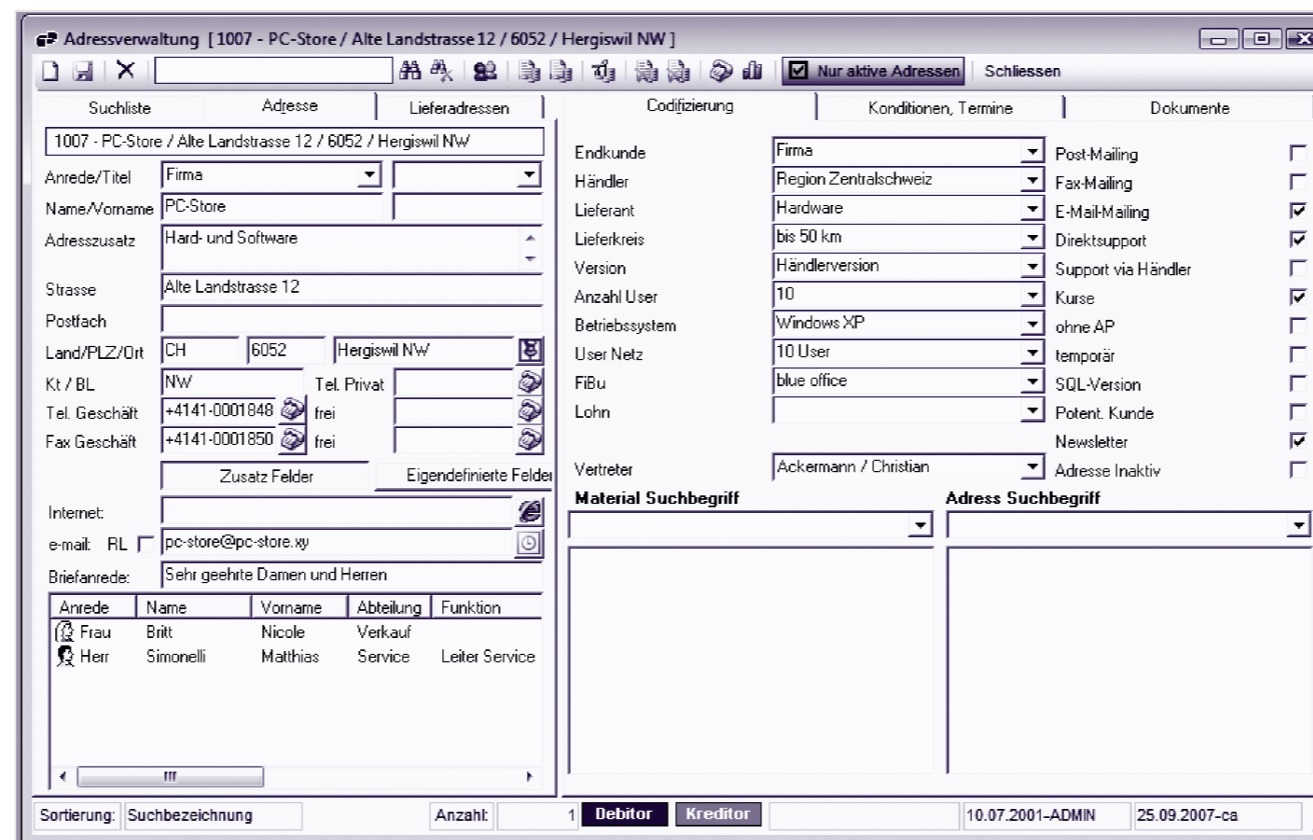 Adressverwaltung [ 1007 - PC-Store / Alte Landstrasse 12 / 6052 / Hergiswil NW ]
Nur aktive Adressen Schliessen
Suchliste Adresse Lieferadressen
1007 - PC-Store / Alte Landstrasse 12 / 6052 / Hergiswil NW
Anrede/Titel Firma
Name/Vorname PC-Store
Adresszusatz Hard- und Software
Strasse Alte Landstrasse 12
Postfach
Land/PLZ/Ort CH 6052 Hergiswil NW
Kt / BL NW Tel. Privat
Tel. Geschäft +4141-0001848 frei
Fax Geschäft +4141-0001850 frei
Zusatz Felder Eigendefinierte Felder
Internet:
e-mail: RL pc-store@pc-store.xy
Briefanrede: Sehr geehrte Damen und Herren
Anrede Name Vorname Abteilung Funktion
Frau Britt Nicole Verkauf
Herr Simonelli Matthias Service Leiter Service
Codifizierung Konditionen, Termine Dokumente
Endkunde Firma Post-Mailing
Händler Region Zentralschweiz Fax-Mailing
Lieferant Hardware E-Mail-Mailing
Lieferkreis bis 50 km Direktsupport
Version Händlerversion Support via Händler
Anzahl User 10 Kurse
Betriebssystem Windows XP ohne AP
User Netz 10 User temporär
FiBu blue office SQL-Version
Lohn Potent. Kunde
Newsletter
Vertreter Ackermann / Christian Adresse Inaktiv
Material Suchbegriff Adress Suchbegriff
Sortierung: Suchbezeichnung Anzahl: 1 Debitor Kreditor 10.07.2001-ADMIN 25.09.2007-ca